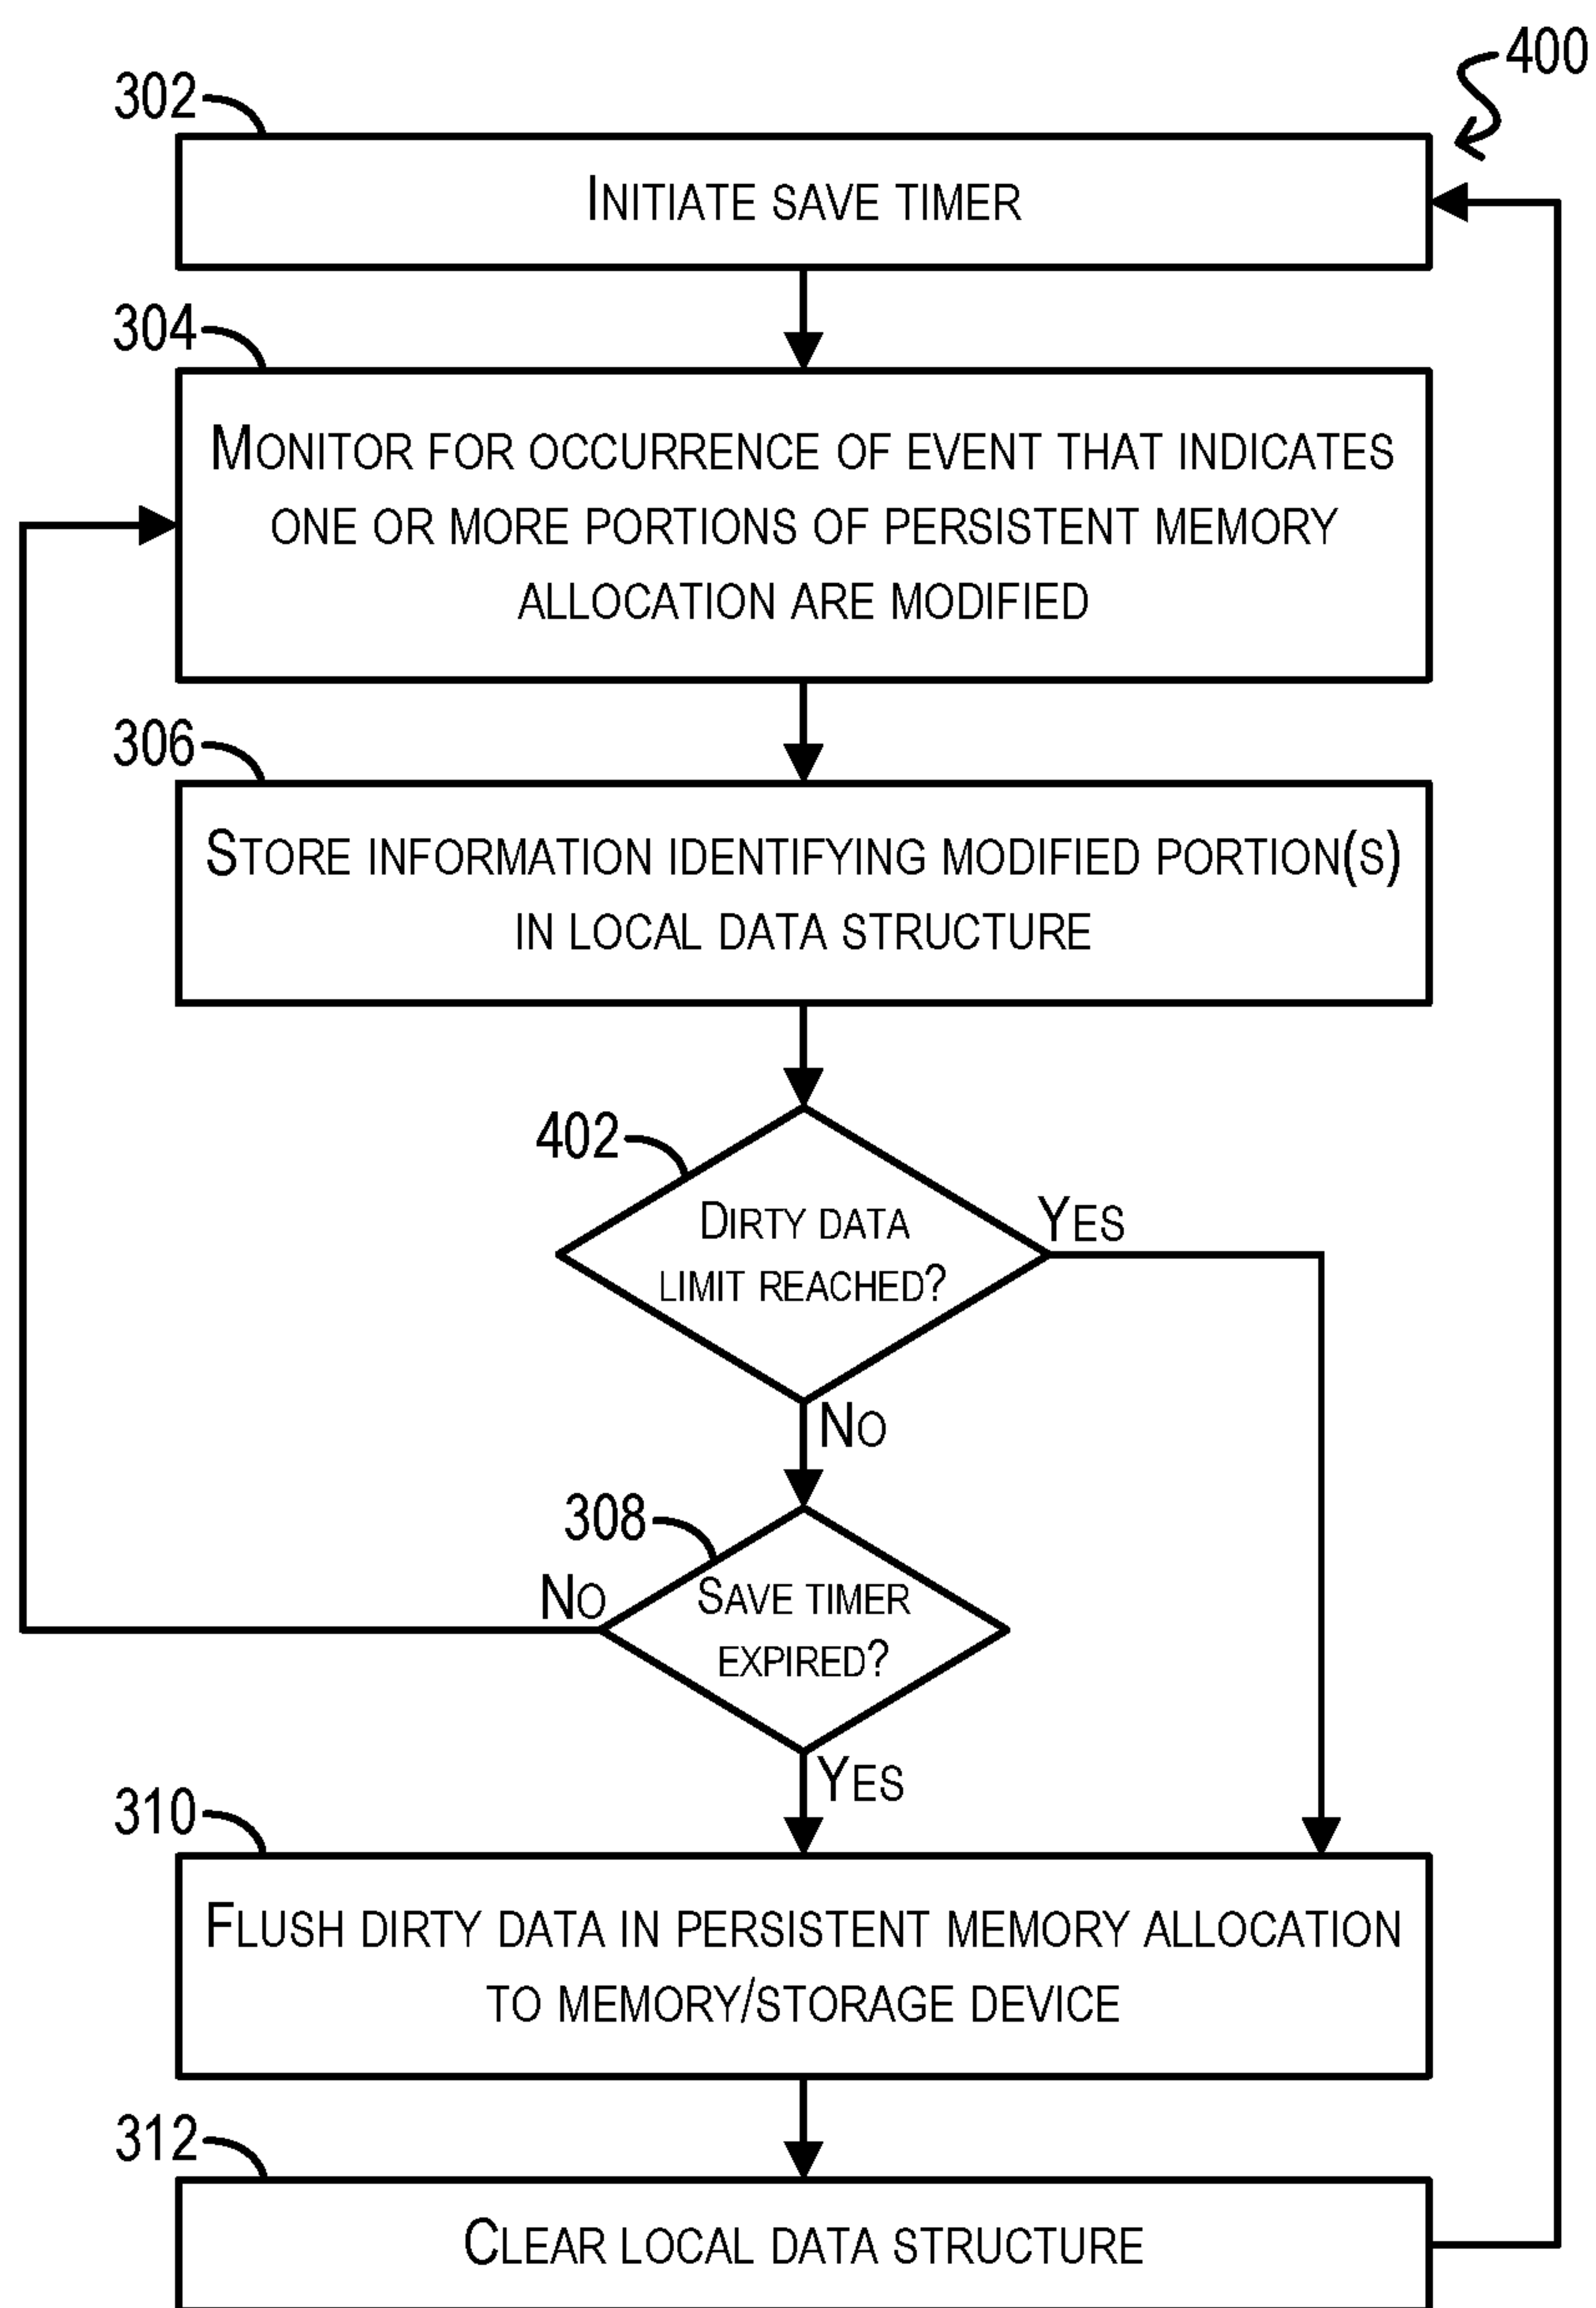 400
302
INITIATE SAVE TIMER
304
MONITOR FOR OCCURRENCE OF EVENT THAT INDICATES
ONE OR MORE PORTIONS OF PERSISTENT MEMORY
ALLOCATION ARE MODIFIED
306
STORE INFORMATION IDENTIFYING MODIFIED PORTION(S)
IN LOCAL DATA STRUCTURE
402
DIRTY DATA
LIMIT REACHED?
YES
NO
308
SAVE TIMER
EXPIRED?
NO
YES
310
FLUSH DIRTY DATA IN PERSISTENT MEMORY ALLOCATION
TO MEMORY/STORAGE DEVICE
312
CLEAR LOCAL DATA STRUCTURE